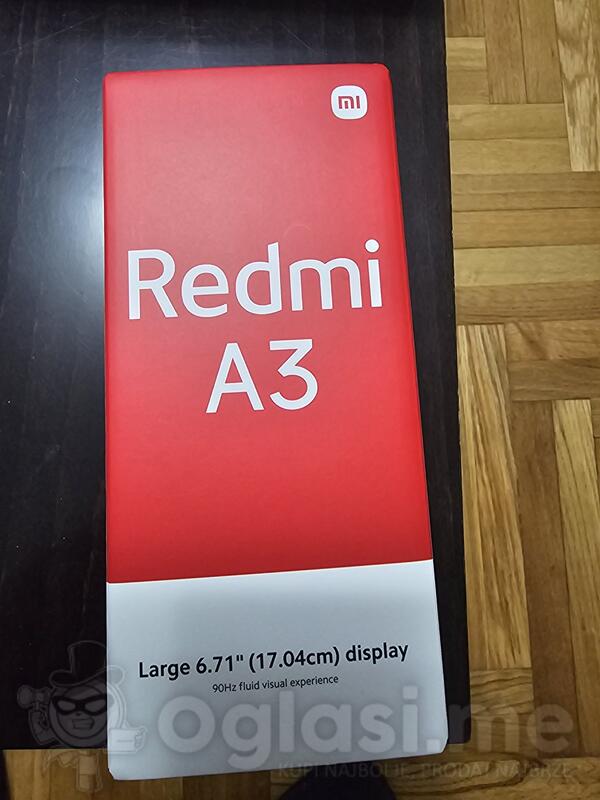 mi
Redmi
A3
Large 6.71" (17.04cm) display
90Hz fluid visual experience
Oglasi.me
KUPI NAJBOLJE, PRODAJ NAJBRŽE